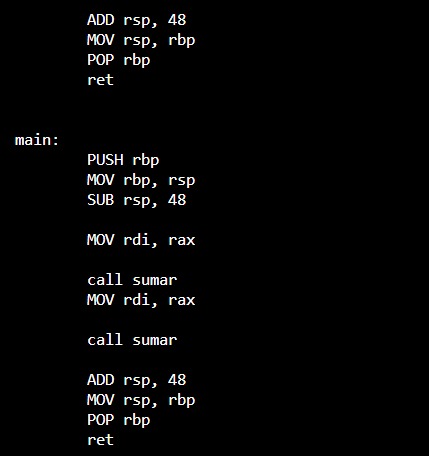 ADD rsp, 48
MOV rsp, rbp
POP rbp
ret
main:
PUSH rbp
MOV rbp, rsp
SUB rsp, 48
MOV rdi, rax
call sumar
MOV rdi, rax
call sumar
ADD rsp, 48
MOV rsp, rbp
POP rbp
ret